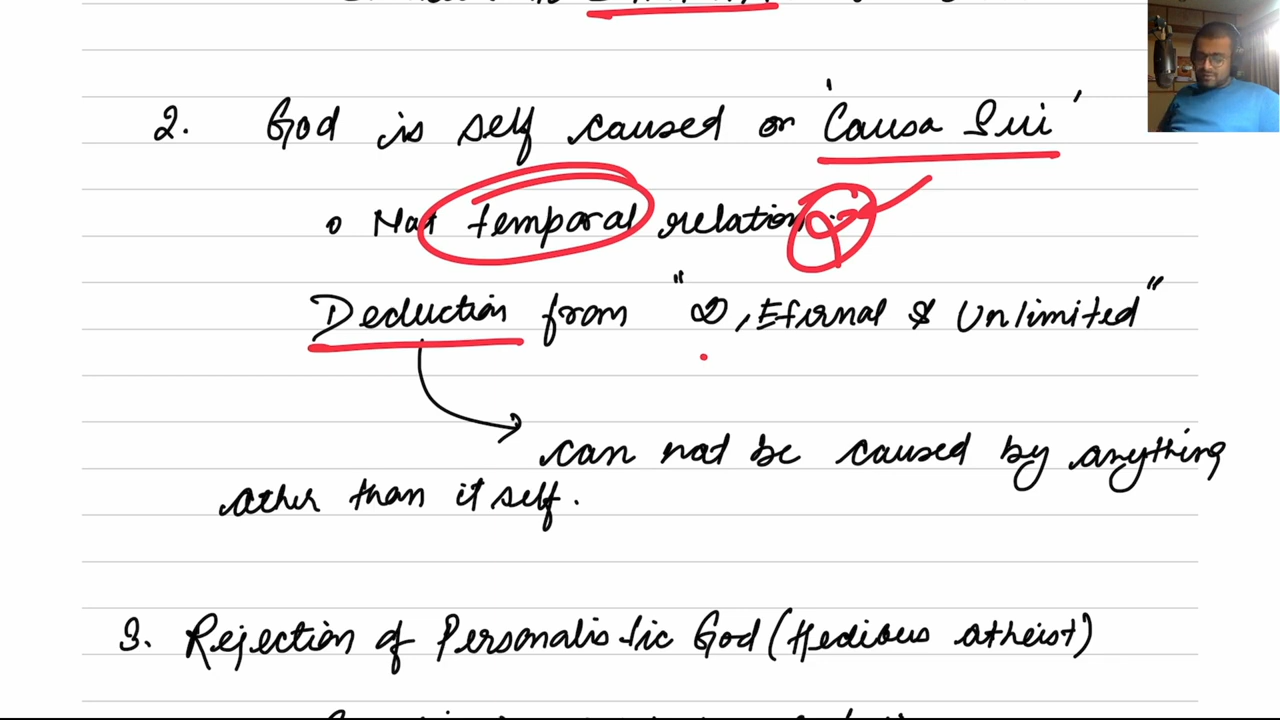 2. God is self caused or 'Causa Sui'
o Not temporal relation
Deduction from "∞, Eternal & Unlimited"
can not be caused by anything
other than itself.
3. Rejection of Personalistic God (Hedious atheist)